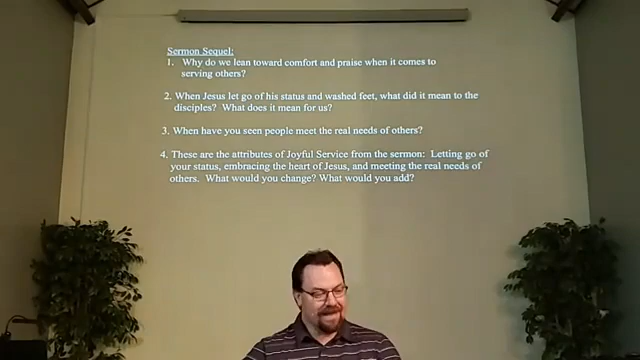 Sermon Sequel:
1. Why do we lean toward comfort and praise when it comes to
serving others?
2. When Jesus let go of his status and washed feet, what did it mean to the
disciples? What does it mean for us?
3. When have you seen people meet the real needs of others?
4. These are the attributes of Joyful Service from the sermon: Letting go of
your status, embracing the heart of Jesus, and meeting the real needs of
others. What would you change? What would you add?